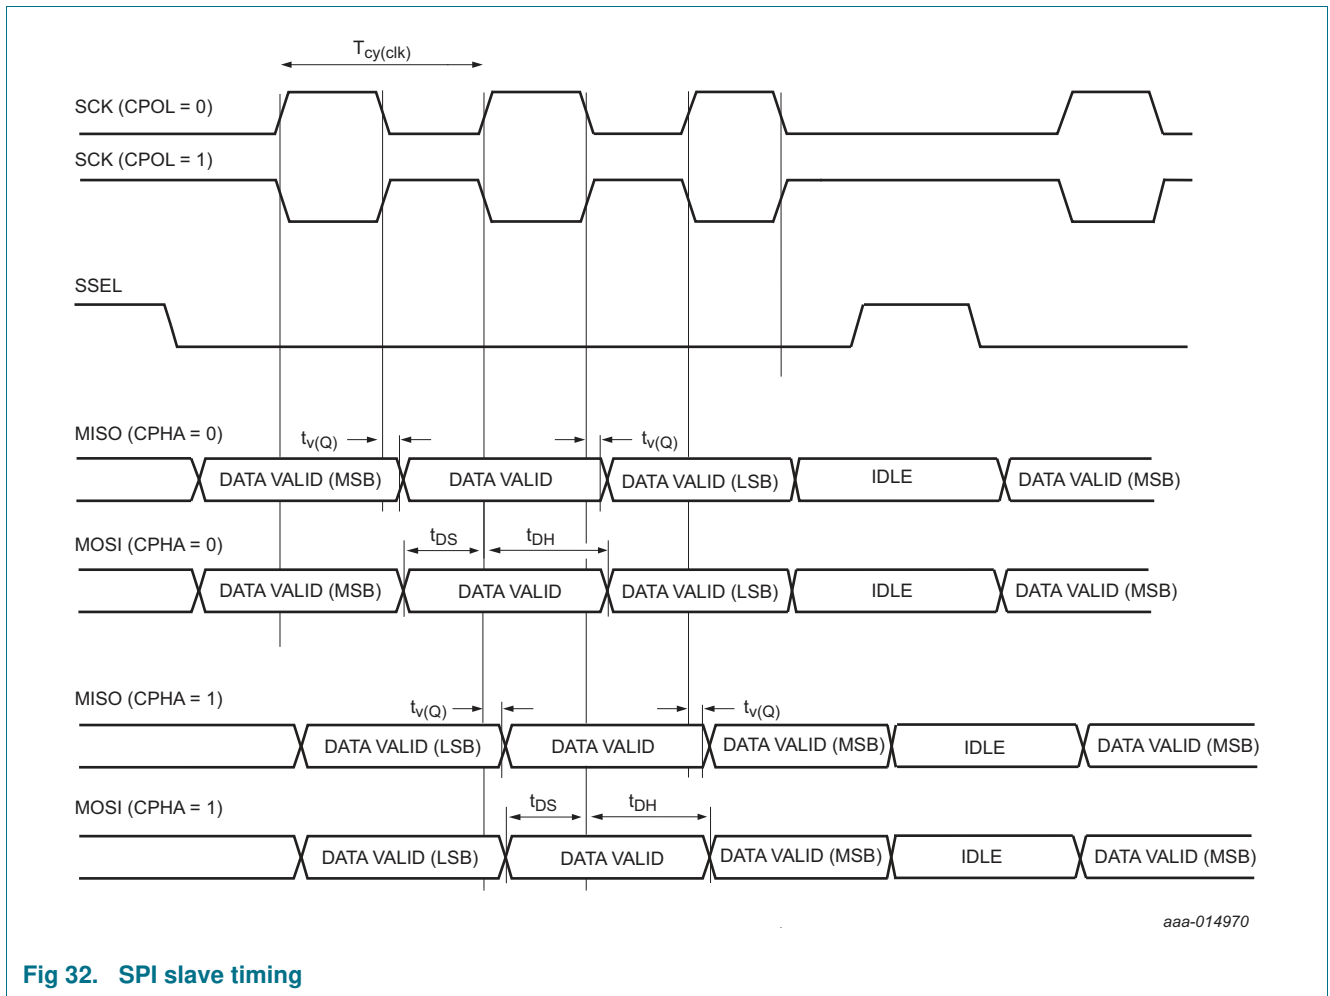 Tcy(clk)
SCK (CPOL = 0)
SCK (CPOL = 1)
SSEL
MISO (CPHA = 0)
tv(Q) tv(Q)
DATA VALID (MSB) DATA VALID DATA VALID (LSB) IDLE DATA VALID (MSB)
MOSI (CPHA = 0)
tDS tDH
DATA VALID (MSB) DATA VALID DATA VALID (LSB) IDLE DATA VALID (MSB)
MISO (CPHA = 1)
tv(Q) tv(Q)
DATA VALID (LSB) DATA VALID DATA VALID (MSB) IDLE DATA VALID (MSB)
MOSI (CPHA = 1)
tDS tDH
DATA VALID (LSB) DATA VALID DATA VALID (MSB) IDLE DATA VALID (MSB)
aaa-014970
Fig 32. SPI slave timing